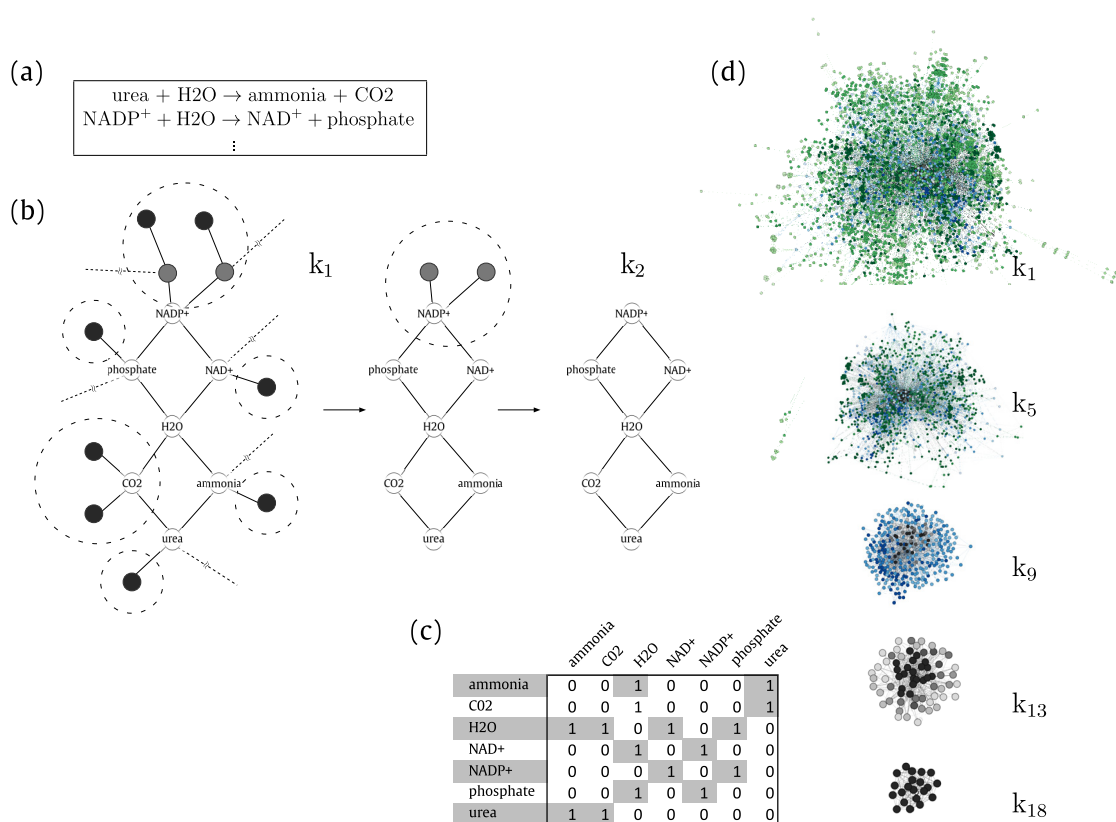 (a)
urea + H2O → ammonia + CO2
NADP⁺ + H2O → NAD⁺ + phosphate
⋮
(b)
k₁
NADP+
phosphate
NAD+
H2O
CO2
ammonia
urea
NADP+
phosphate
NAD+
H2O
CO2
ammonia
urea
k₂
NADP+
phosphate
NAD+
H2O
CO2
ammonia
urea
(c)
ammonia C02 H2O NAD+ NADP+ phosphate urea
ammonia 0 0 1 0 0 0 1
C02 0 0 1 0 0 0 1
H2O 1 1 0 1 0 1 0
NAD+ 0 0 1 0 1 0 0
NADP+ 0 0 0 1 0 1 0
phosphate 0 0 1 0 1 0 0
urea 1 1 0 0 0 0 0
(d)
k₁
k₅
k₉
k₁₃
k₁₈